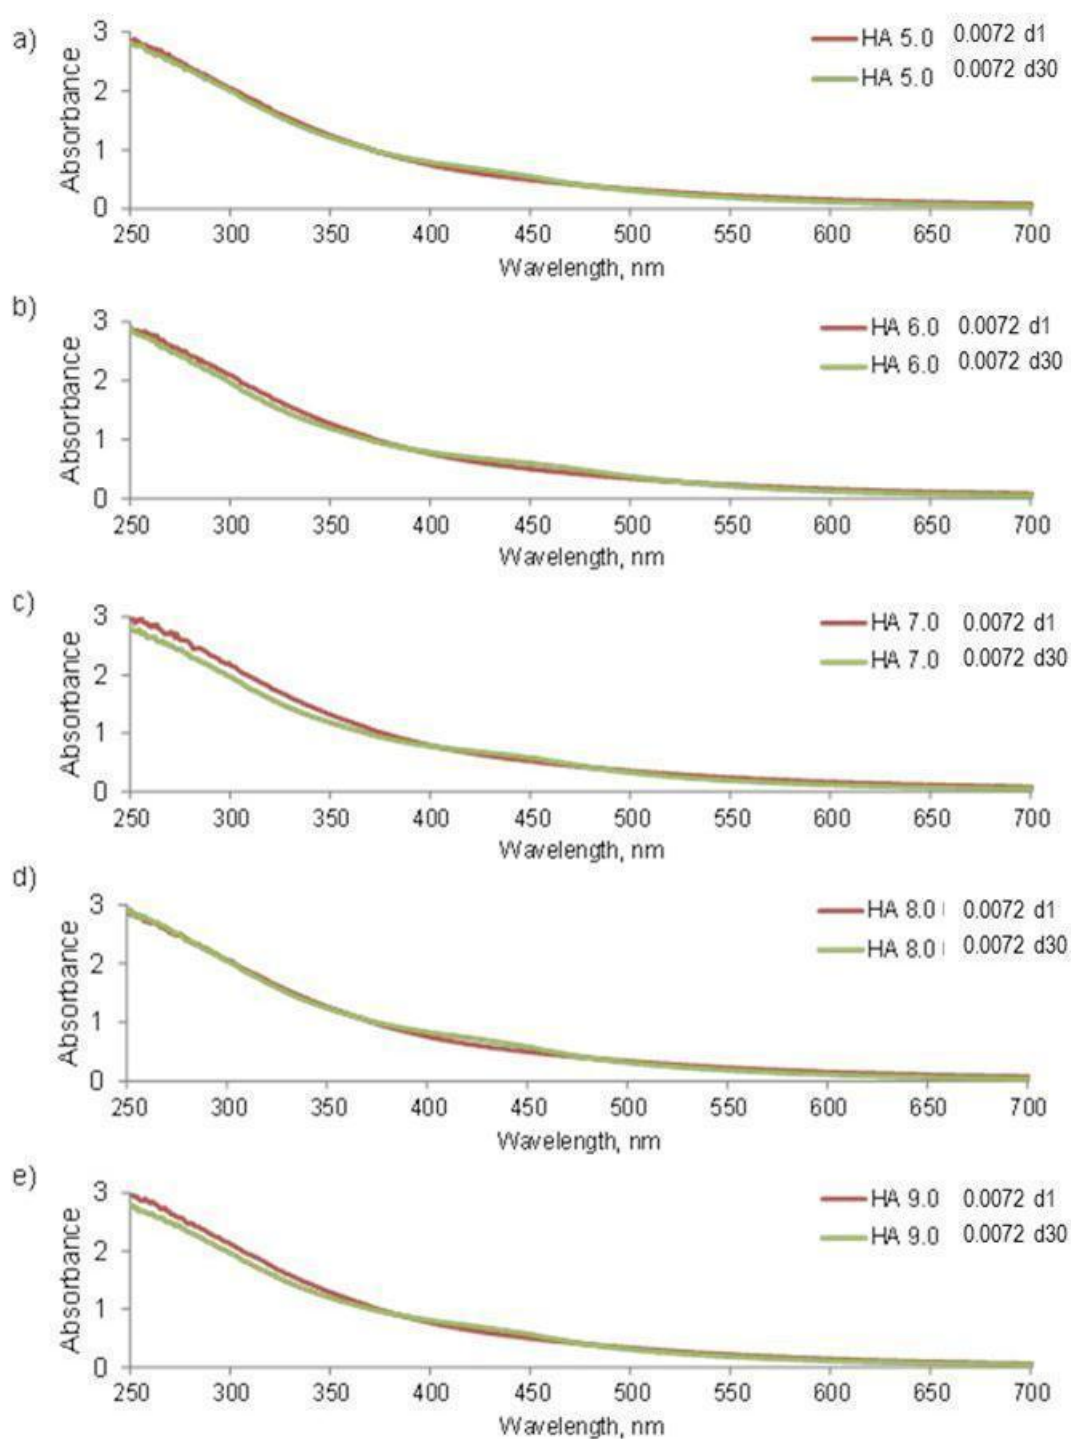 a)
3
HA 5.0 0.0072 d1
HA 5.0 0.0072 d30
2
Absorbance
1
0
250 300 350 400 450 500 550 600 650 700
Wavelength, nm
b)
3
HA 6.0 0.0072 d1
HA 6.0 0.0072 d30
2
Absorbance
1
0
250 300 350 400 450 500 550 600 650 700
Wavelength, nm
c)
3
HA 7.0 0.0072 d1
HA 7.0 0.0072 d30
2
Absorbance
1
0
250 300 350 400 450 500 550 600 650 700
Wavelength, nm
d)
3
HA 8.0 0.0072 d1
HA 8.0 0.0072 d30
2
Absorbance
1
0
250 300 350 400 450 500 550 600 650 700
Wavelength, nm
e)
3
HA 9.0 0.0072 d1
HA 9.0 0.0072 d30
2
Absorbance
1
0
250 300 350 400 450 500 550 600 650 700
Wavelength, nm